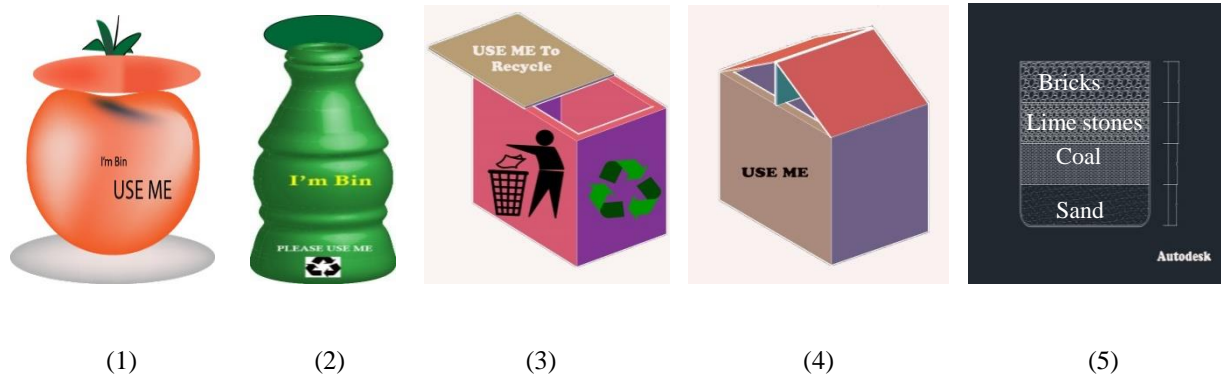 I'm Bin
USE ME
I'm Bin
PLEASE USE ME
USE ME To
Recycle
USE ME
Bricks
Lime stones
Coal
Sand
Autodesk
(1)
(2)
(3)
(4)
(5)